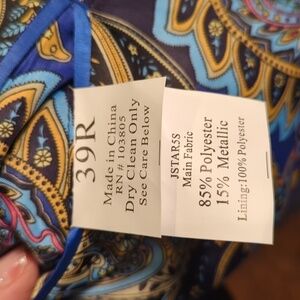 39R
Made in China
RN # 103805
Dry Clean Only
See Care Below
JSTAR5S
Main Fabric
85% Polyester
15% Metallic
Lining:100% Polyester